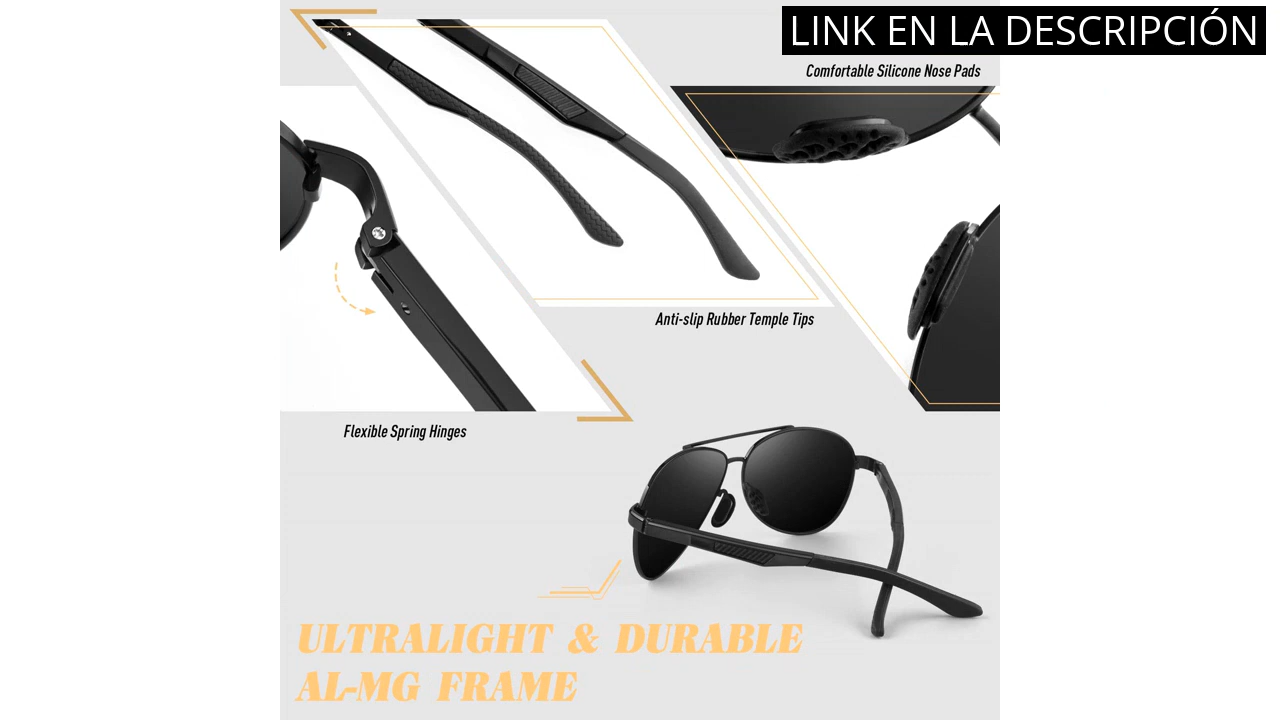 LINK EN LA DESCRIPCIÓN
Comfortable Silicone Nose Pads
Anti-slip Rubber Temple Tips
Flexible Spring Hinges
ULTRALIGHT & DURABLE
AL-MG FRAME